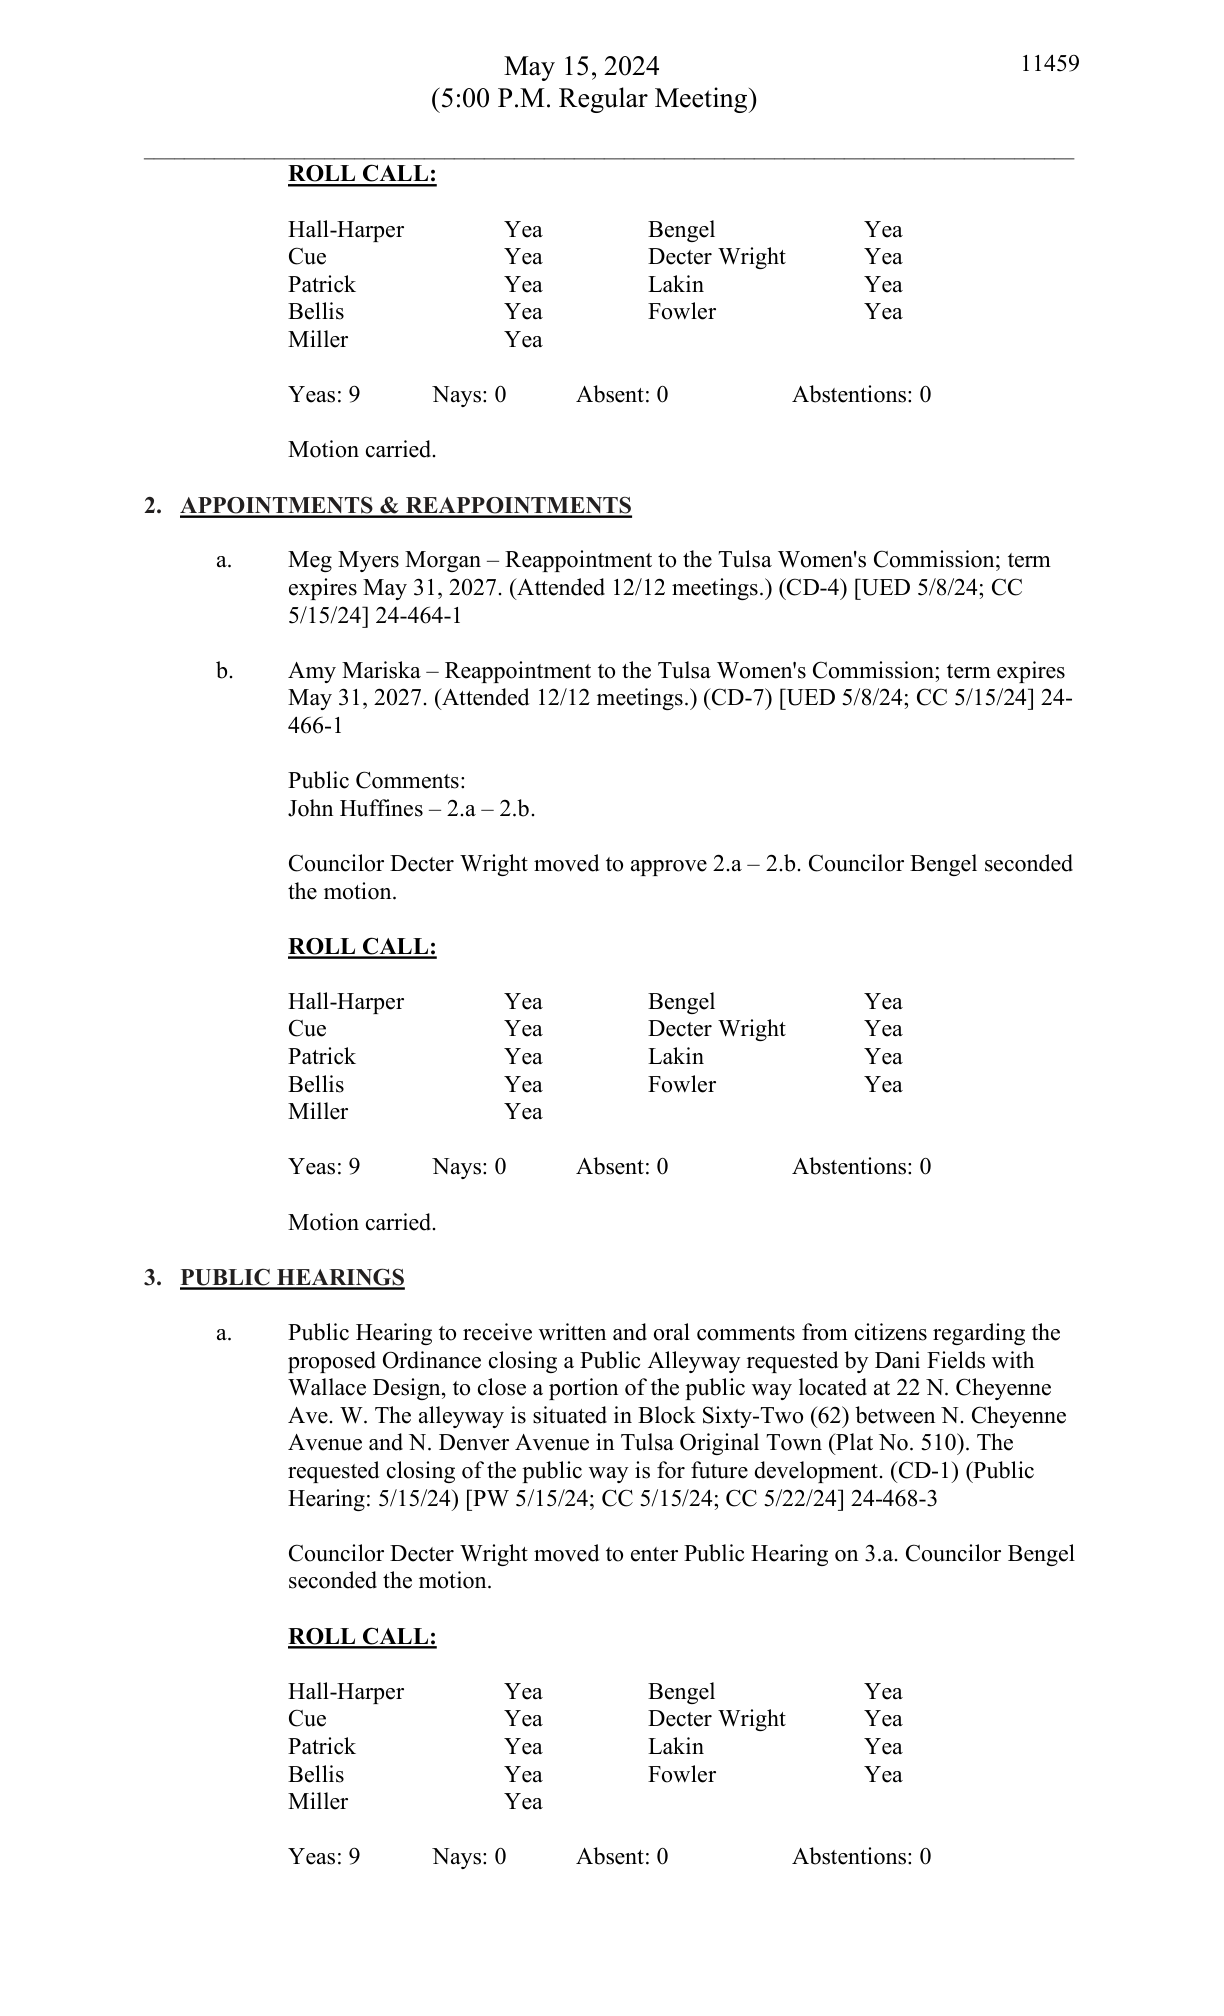 May 15, 2024
11459
(5:00 P.M. Regular Meeting)
ROLL CALL:
Hall-Harper Yea Bengel Yea
Cue Yea Decter Wright Yea
Patrick Yea Lakin Yea
Bellis Yea Fowler Yea
Miller Yea
Yeas: 9 Nays: 0 Absent: 0 Abstentions: 0
Motion carried.
2. APPOINTMENTS & REAPPOINTMENTS
a. Meg Myers Morgan – Reappointment to the Tulsa Women's Commission; term
expires May 31, 2027. (Attended 12/12 meetings.) (CD-4) [UED 5/8/24; CC
5/15/24] 24-464-1
b. Amy Mariska – Reappointment to the Tulsa Women's Commission; term expires
May 31, 2027. (Attended 12/12 meetings.) (CD-7) [UED 5/8/24; CC 5/15/24] 24-
466-1
Public Comments:
John Huffines – 2.a – 2.b.
Councilor Decter Wright moved to approve 2.a – 2.b. Councilor Bengel seconded
the motion.
ROLL CALL:
Hall-Harper Yea Bengel Yea
Cue Yea Decter Wright Yea
Patrick Yea Lakin Yea
Bellis Yea Fowler Yea
Miller Yea
Yeas: 9 Nays: 0 Absent: 0 Abstentions: 0
Motion carried.
3. PUBLIC HEARINGS
a. Public Hearing to receive written and oral comments from citizens regarding the
proposed Ordinance closing a Public Alleyway requested by Dani Fields with
Wallace Design, to close a portion of the public way located at 22 N. Cheyenne
Ave. W. The alleyway is situated in Block Sixty-Two (62) between N. Cheyenne
Avenue and N. Denver Avenue in Tulsa Original Town (Plat No. 510). The
requested closing of the public way is for future development. (CD-1) (Public
Hearing: 5/15/24) [PW 5/15/24; CC 5/15/24; CC 5/22/24] 24-468-3
Councilor Decter Wright moved to enter Public Hearing on 3.a. Councilor Bengel
seconded the motion.
ROLL CALL:
Hall-Harper Yea Bengel Yea
Cue Yea Decter Wright Yea
Patrick Yea Lakin Yea
Bellis Yea Fowler Yea
Miller Yea
Yeas: 9 Nays: 0 Absent: 0 Abstentions: 0